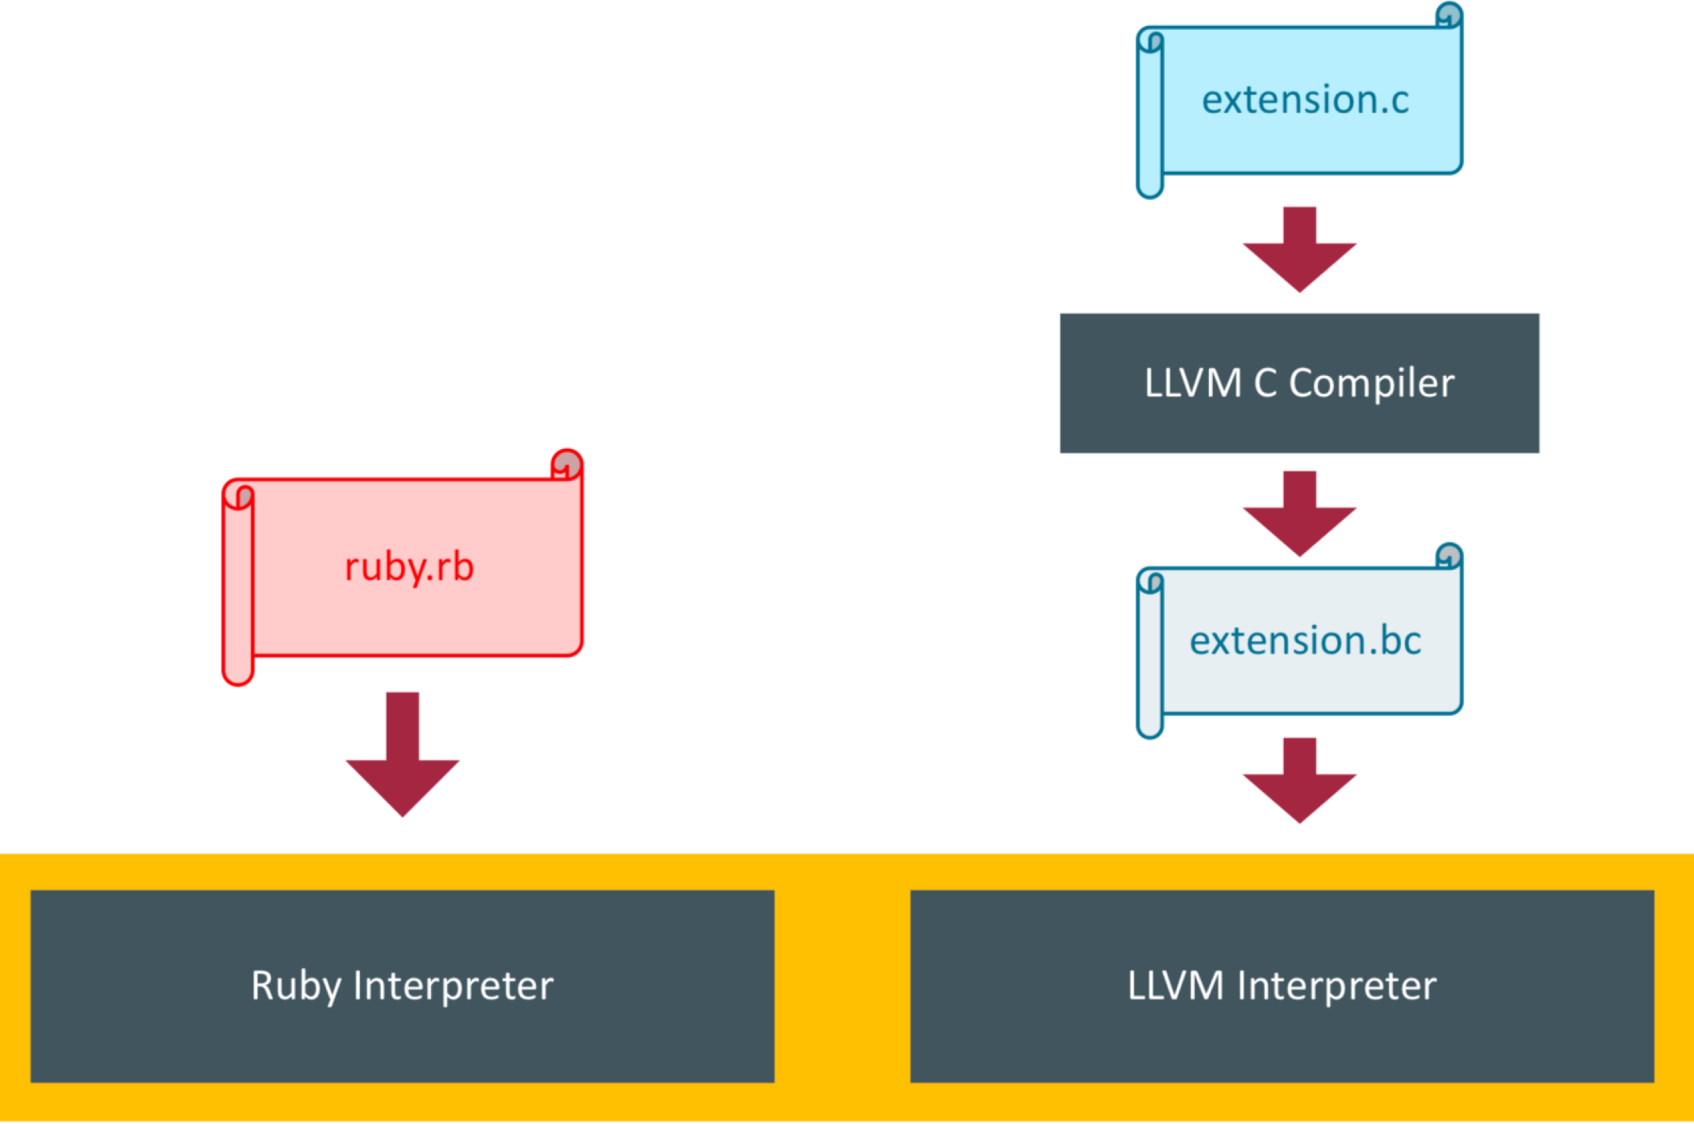 extension.c
LLVM C Compiler
ruby.rb
extension.bc
Ruby Interpreter
LLVM Interpreter